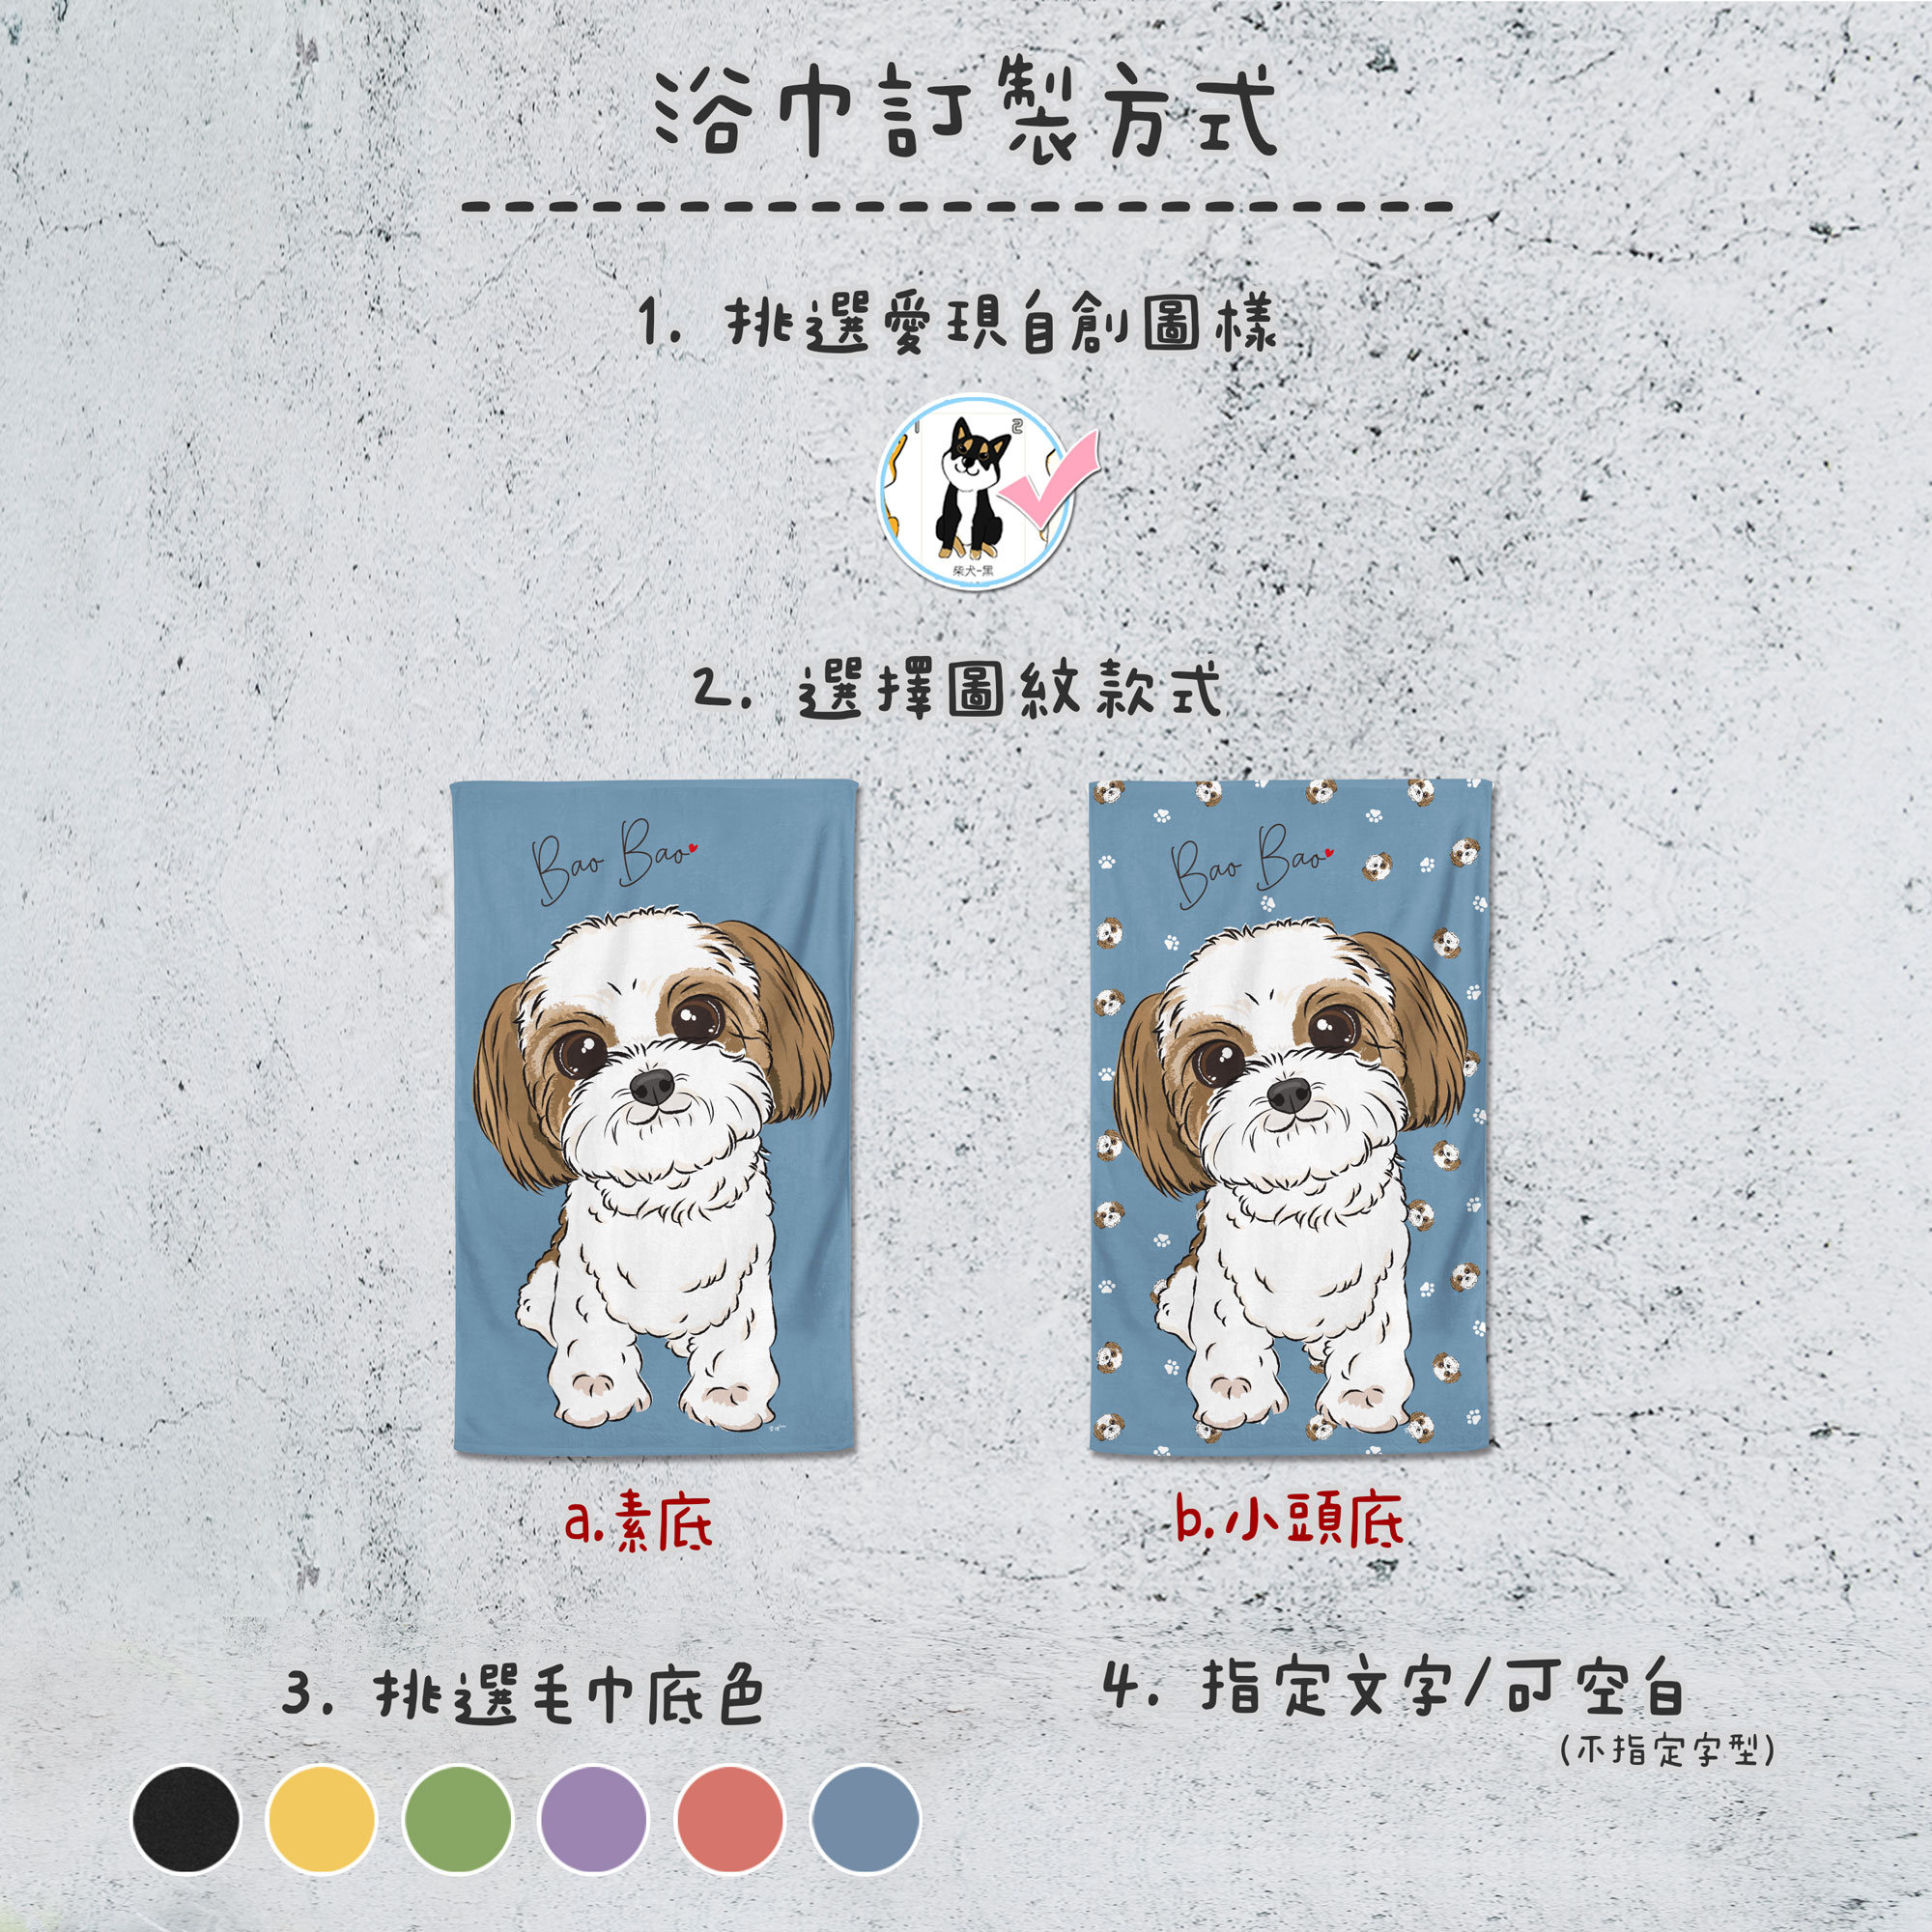 浴巾訂製方式
1. 挑選愛現自創圖樣
1 2
柴犬-黑
2. 選擇圖紋款式
Bao Bao
Bao Bao
a.素底
b.小頭底
3. 挑選毛巾底色
4. 指定文字/可空白
(不指定字型)